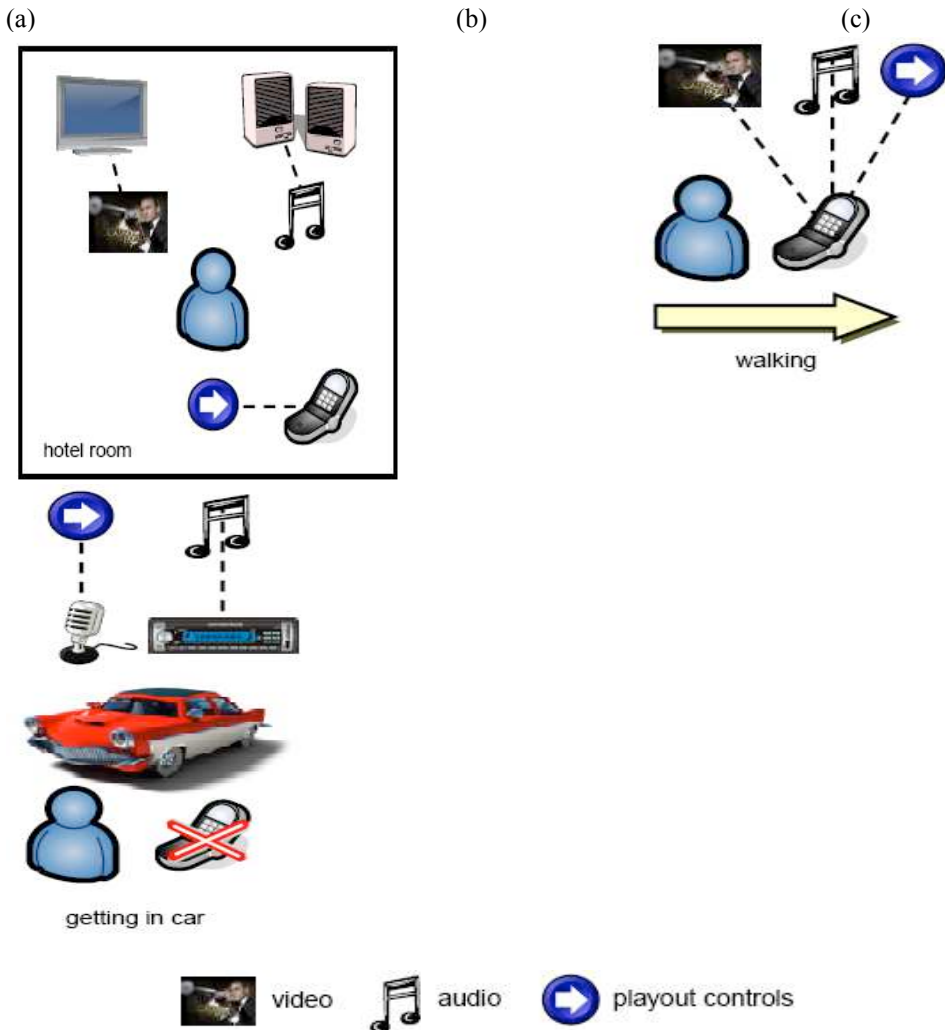 (a) (b) (c)
walking
hotel room
getting in car
video audio playout controls